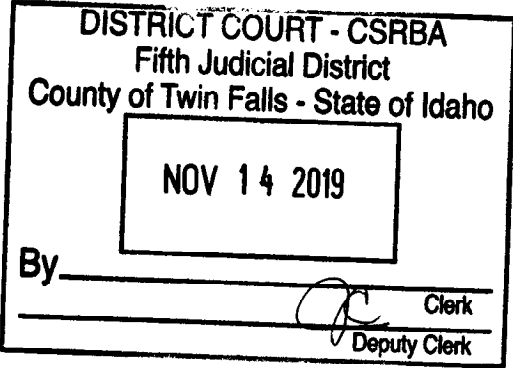 DISTRICT COURT - CSRBA
Fifth Judicial District
County of Twin Falls - State of Idaho
NOV 14 2019
By
Clerk
Deputy Clerk